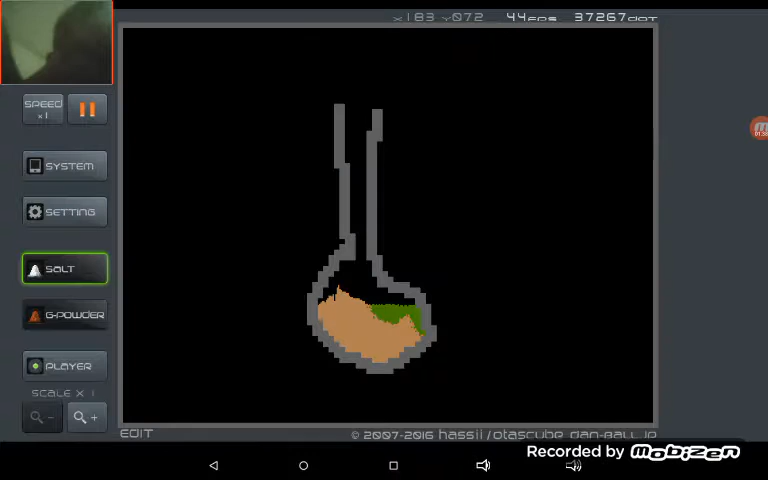 x183 y072 44fps 37267dot
SPEED
x1
SYSTEM
SETTING
SALT
G-POWDER
PLAYER
SCALE x 1
EDIT
© 2007-2016 hassii/otascube dan-ball.jp
Recorded by mobizen